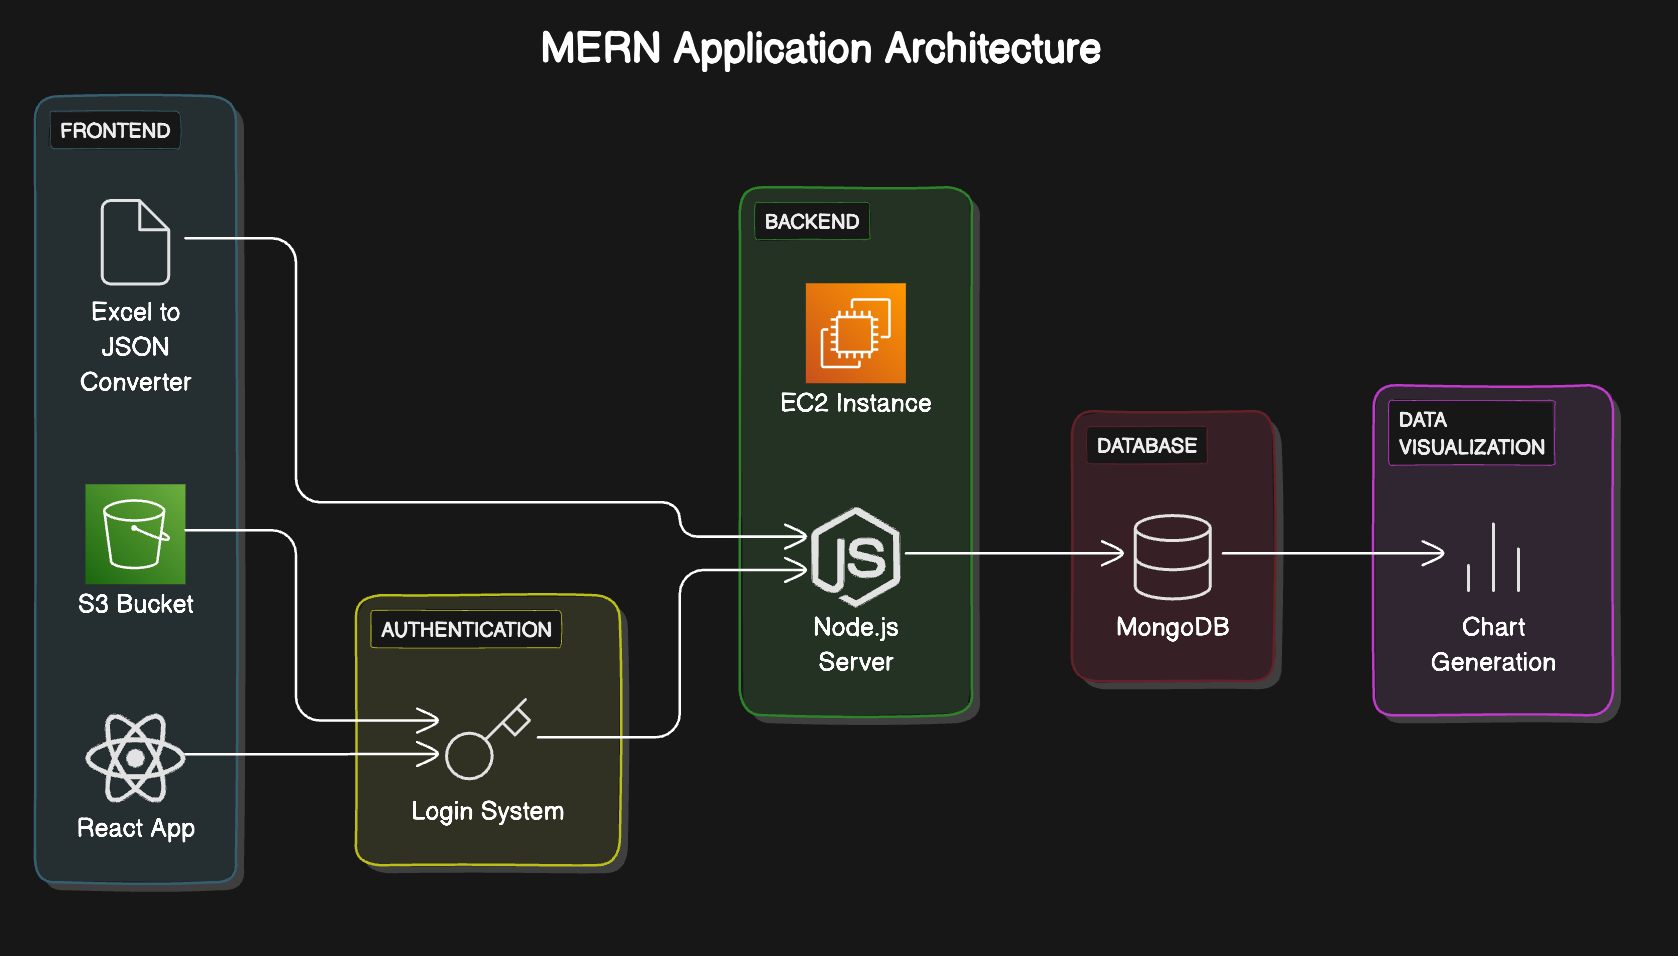 MERN Application Architecture
FRONTEND
Excel to
JSON
Converter
S3 Bucket
React App
AUTHENTICATION
Login System
BACKEND
EC2 Instance
JS
Node.js
Server
DATABASE
MongoDB
DATA
VISUALIZATION
Chart
Generation